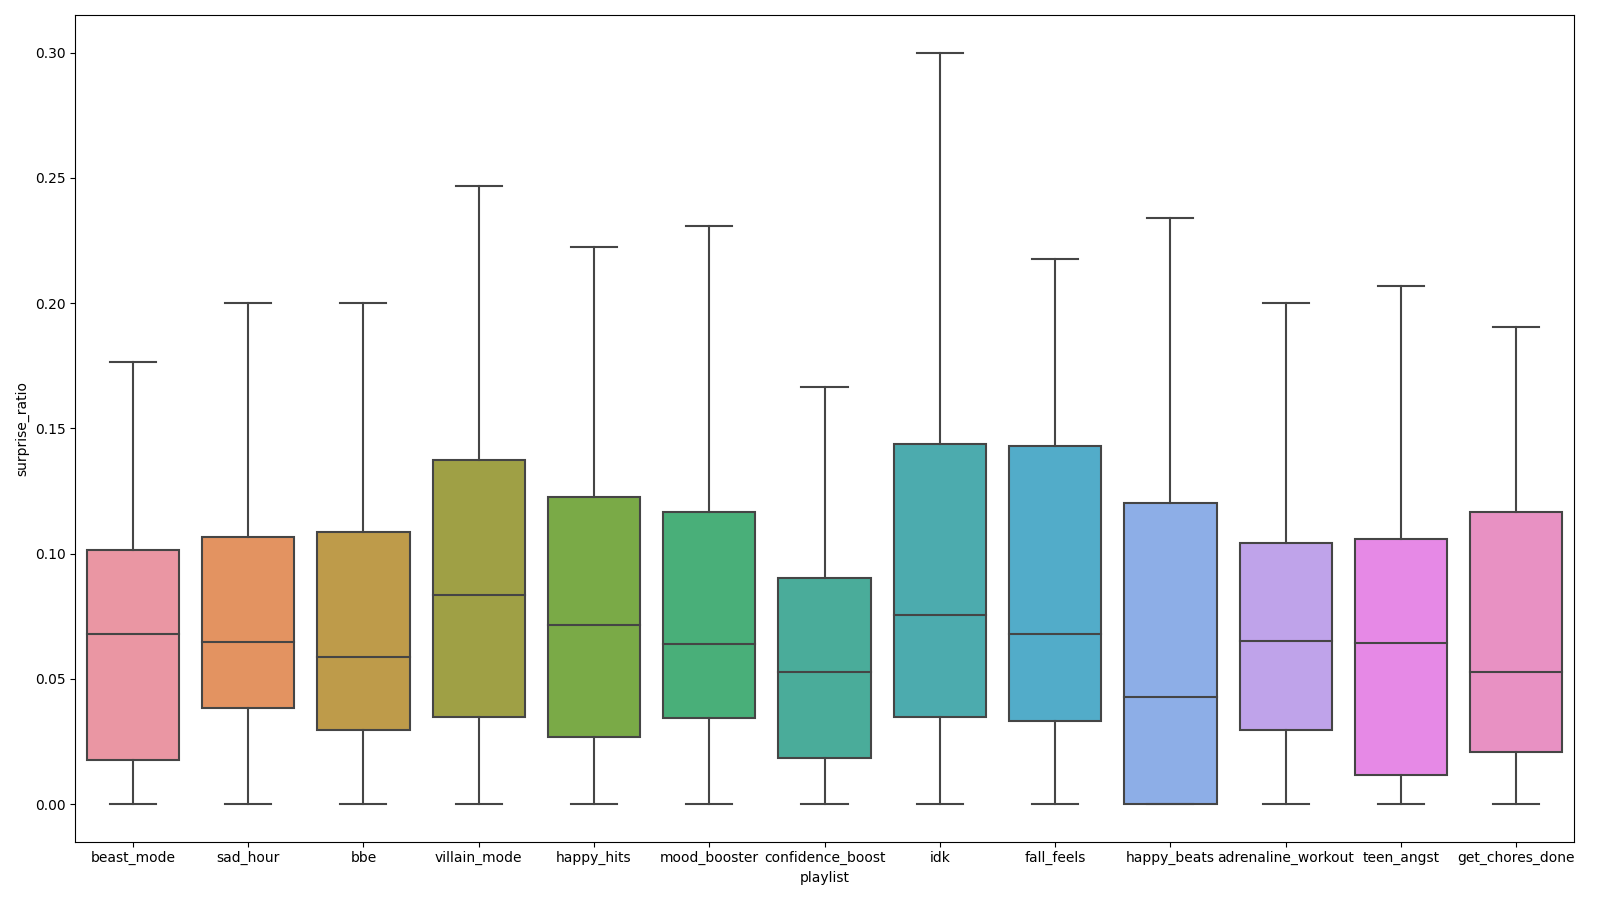 surprise_ratio
0.30
0.25
0.20
0.15
0.10
0.05
0.00
beast_mode sad_hour bbe villain_mode happy_hits mood_booster confidence_boost idk fall_feels happy_beats adrenaline_workout teen_angst get_chores_done
playlist